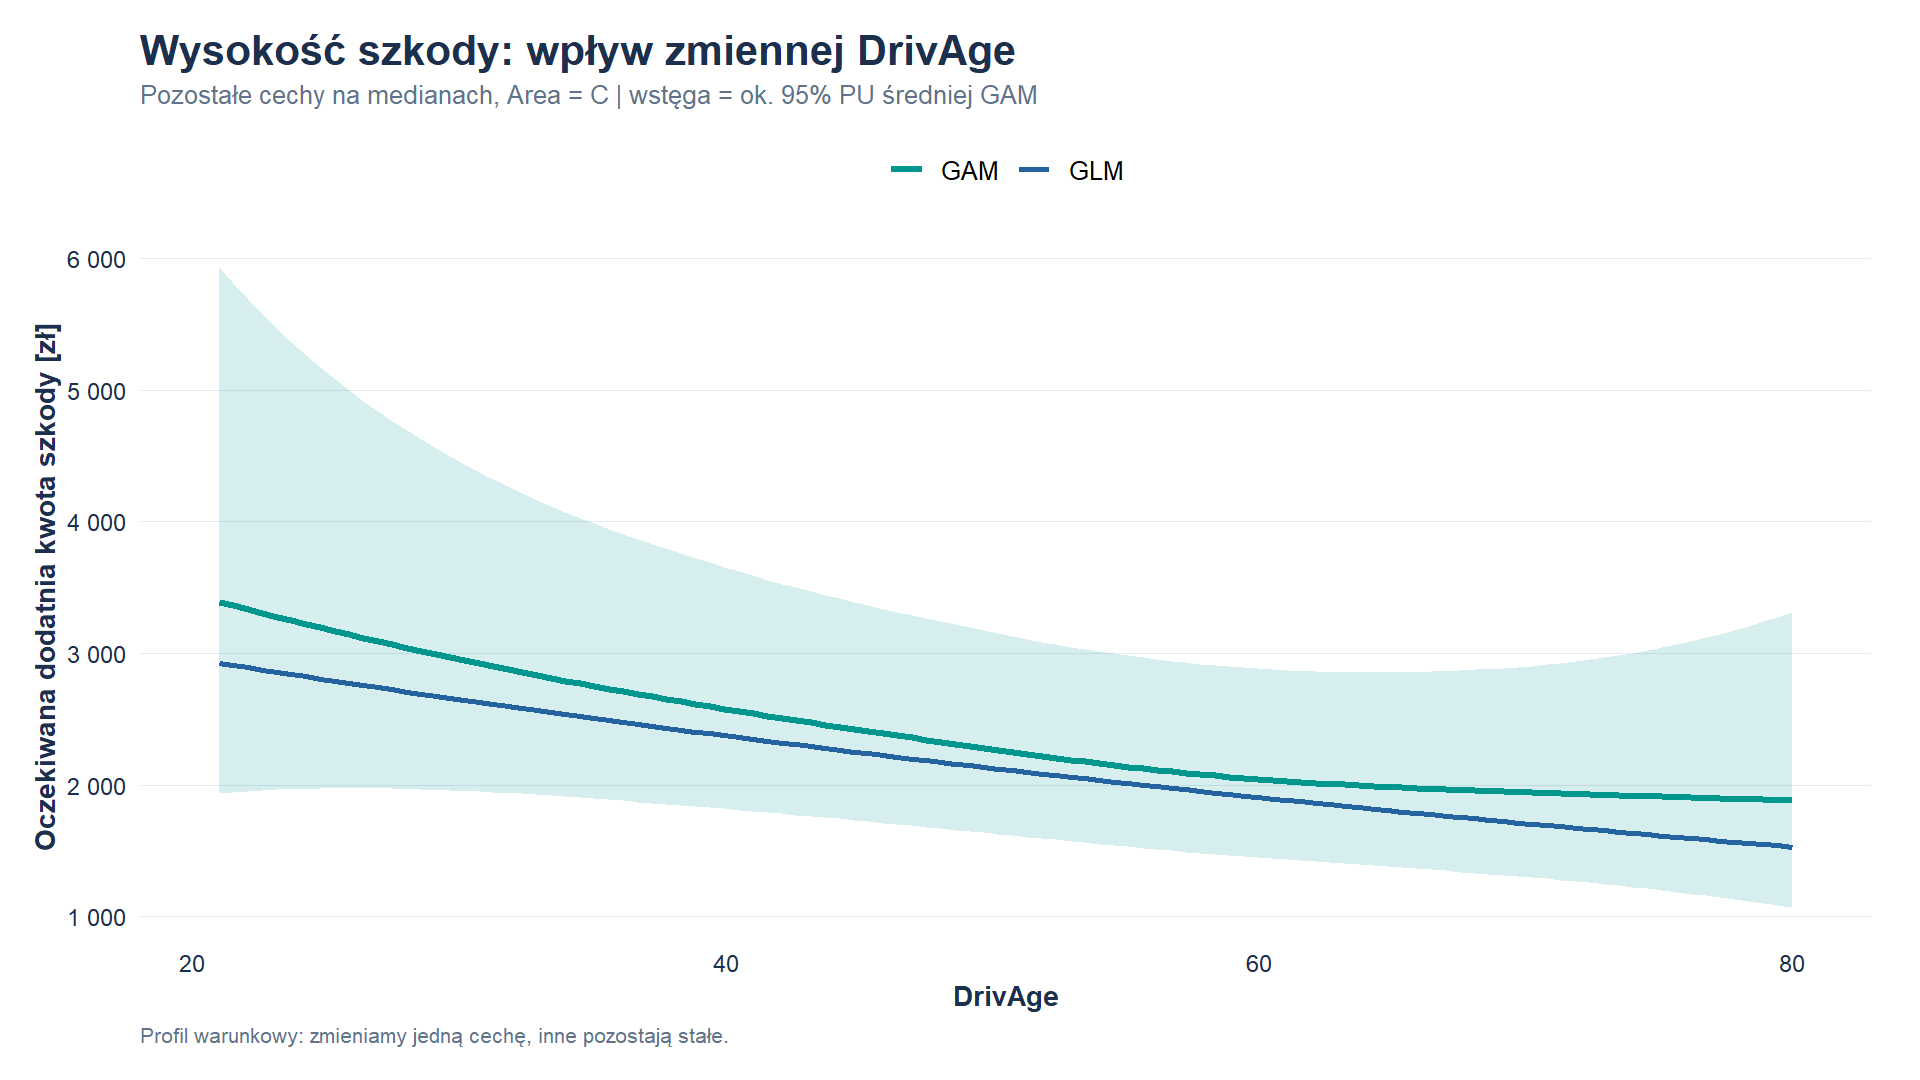 Wysokość szkody: wpływ zmiennej DrivAge
Pozostałe cechy na medianach, Area = C | wstęga = ok. 95% PU średniej GAM
GAM GLM
Oczekiwana dodatnia kwota szkody [zł]
6 000
5 000
4 000
3 000
2 000
1 000
20 40 60 80
DrivAge
Profil warunkowy: zmieniamy jedną cechę, inne pozostają stałe.